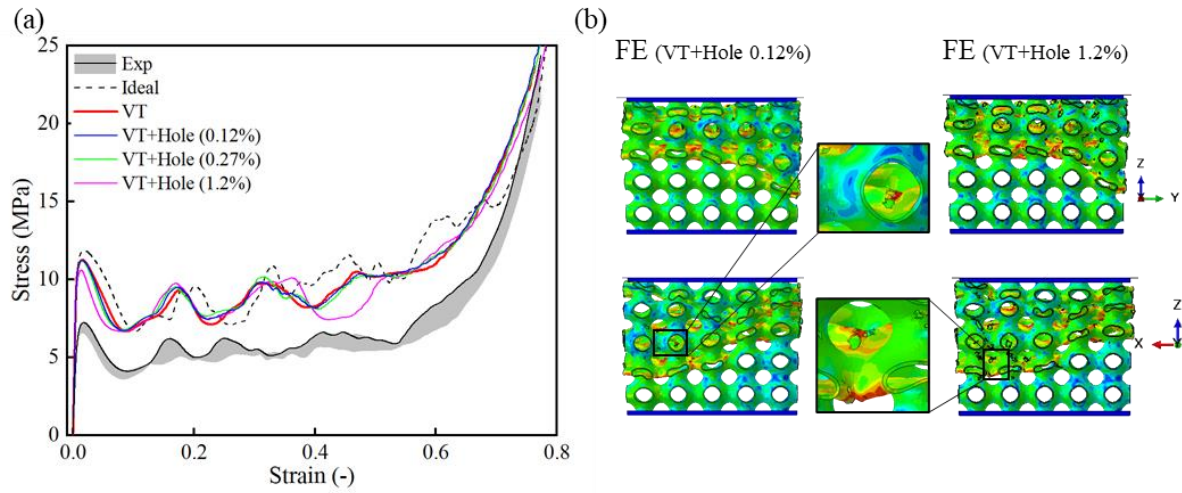 (a)
25
20
15
10
5
0
Stress (MPa)
Exp
Ideal
VT
VT+Hole (0.12%)
VT+Hole (0.27%)
VT+Hole (1.2%)
0.0 0.2 0.4 0.6 0.8
Strain (-)
(b)
FE (VT+Hole 0.12%)
FE (VT+Hole 1.2%)
Z
Y
Z
X